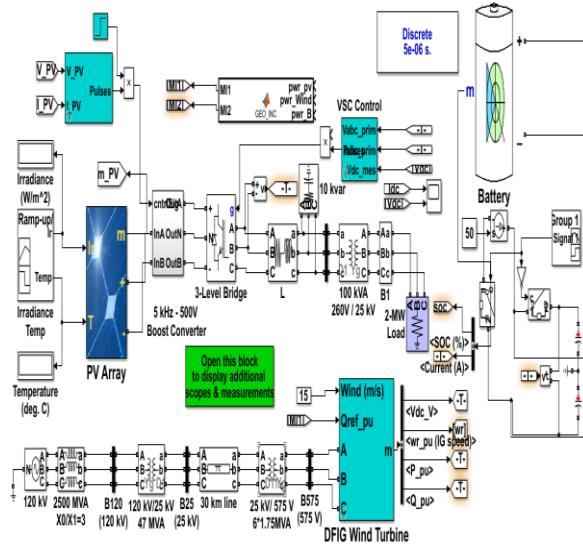 Discrete
5e-06 s.
V_PV
V_PV
Pulses
I_PV
I_PV
x
MI1
MI2
MI1
MI2
GEO_INC
pwr_pv
pwr_Wind
pwr_B
VSC Control
Vabc_prim
Vdc_mes
x
m
Battery
Irradiance
(W/m^2)
m_PV
10 kvar
Idc
Vdc
Ramp-up/
Ir
Temp
Irradiance
Temp
m
T
+
-
PV Array
InA
InB
OutN
OutB
5 kHz - 500V
Boost Converter
+
N
-
g
A
B
C
3-Level Bridge
A
B
C
a
b
c
L
100 kVA
260V / 25 kV
Aa
Bb
Cc
B1
2-MW
Load
50
Group 1
Signal
SOC
<SOC (%)>
<Current (A)>
Temperature
(deg. C)
Open this block
to display additional
scopes & measurements
15
MI1
Wind (m/s)
Qref_pu
A
B
C
m
<Vdc_V>
<wr_pu (IG speed)>
<P_pu>
<Q_pu>
wr
-T-
-T-
-T-
DFIG Wind Turbine
N
A
B
C
120 kV
2500 MVA
X0/X1=3
B120
(120 kV)
120 kV/25 kV
47 MVA
B25
(25 kV)
30 km line
25 kV/ 575 V
6*1.75MVA
B575
(575 V)